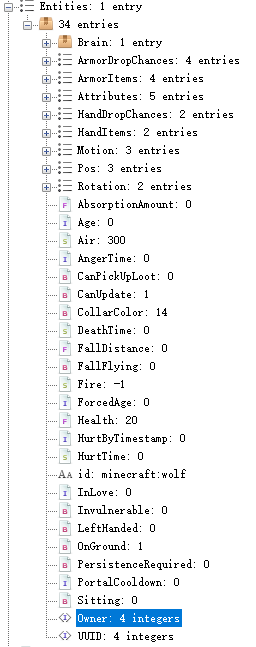 Entities: 1 entry
34 entries
Brain: 1 entry
ArmorDropChances: 4 entries
ArmorItems: 4 entries
Attributes: 5 entries
HandDropChances: 2 entries
HandItems: 2 entries
Motion: 3 entries
Pos: 3 entries
Rotation: 2 entries
F AbsorptionAmount: 0
I Age: 0
S Air: 300
I AngerTime: 0
B CanPickUpLoot: 0
B CanUpdate: 1
B CollarColor: 14
S DeathTime: 0
F FallDistance: 0
B FallFlying: 0
S Fire: -1
I ForcedAge: 0
F Health: 20
I HurtByTimestamp: 0
S HurtTime: 0
AA id: minecraft:wolf
I InLove: 0
B Invulnerable: 0
B LeftHanded: 0
B OnGround: 1
B PersistenceRequired: 0
I PortalCooldown: 0
B Sitting: 0
I Owner: 4 integers
I UUID: 4 integers